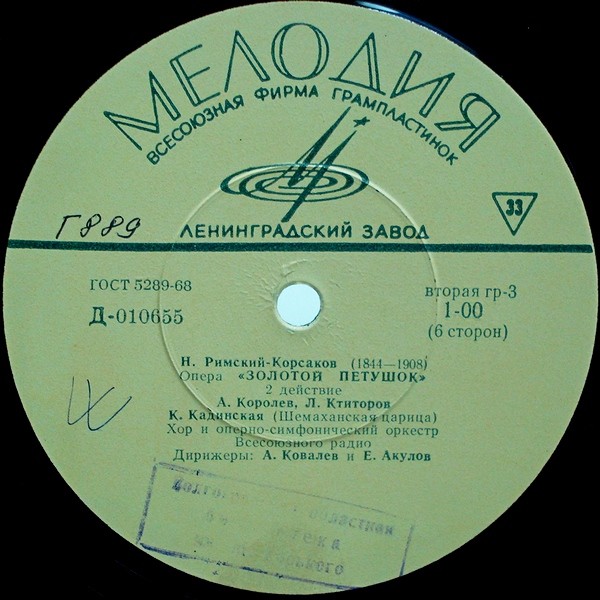 МЕЛОДИЯ
ВСЕСОЮЗНАЯ ФИРМА ГРАМПЛАСТИНОК
33
ЛЕНИНГРАДСКИЙ ЗАВОД
Г889
ГОСТ 5289-68
Д-010655
вторая гр-3
1-00
(6 сторон)
Н. Римский-Корсаков (1844—1908)
Опера «ЗОЛОТОЙ ПЕТУШОК»
2 действие
А. Королев, Л. Ктиторов
К. Кадинская (Шемаханская царица)
Хор и оперно-симфонический оркестр
Всесоюзного радио
Дирижеры: А. Ковалев и Е. Акулов